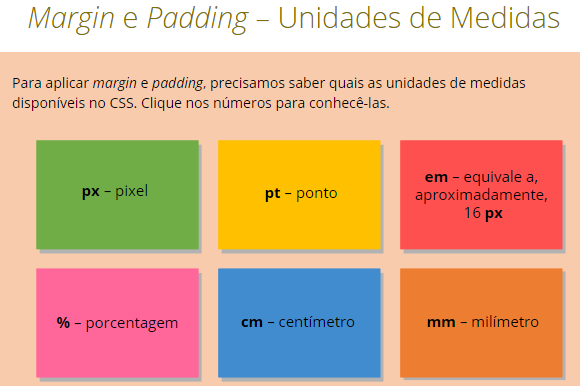 Margin e Padding – Unidades de Medidas
Para aplicar margin e padding, precisamos saber quais as unidades de medidas
disponíveis no CSS. Clique nos números para conhecê-las.
px – pixel
pt – ponto
em – equivale a,
aproximadamente,
16 px
% – porcentagem
cm – centímetro
mm – milímetro